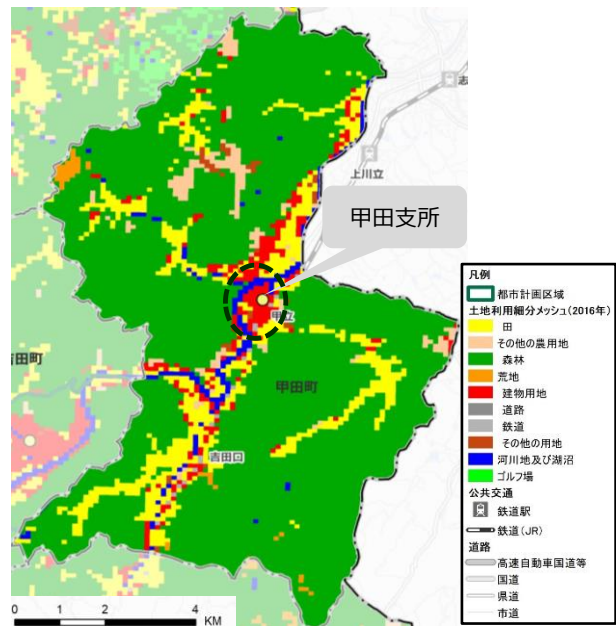 志
上川立
甲田支所
甲立
田町
甲田町
吉田口
0 1 2 4
KM
凡例
都市計画区域
土地利用細分メッシュ(2016年)
田
その他の農用地
森林
荒地
建物用地
道路
鉄道
その他の用地
河川地及び湖沼
ゴルフ場
公共交通
鉄道駅
鉄道(JR)
道路
高速自動車国道等
国道
県道
市道